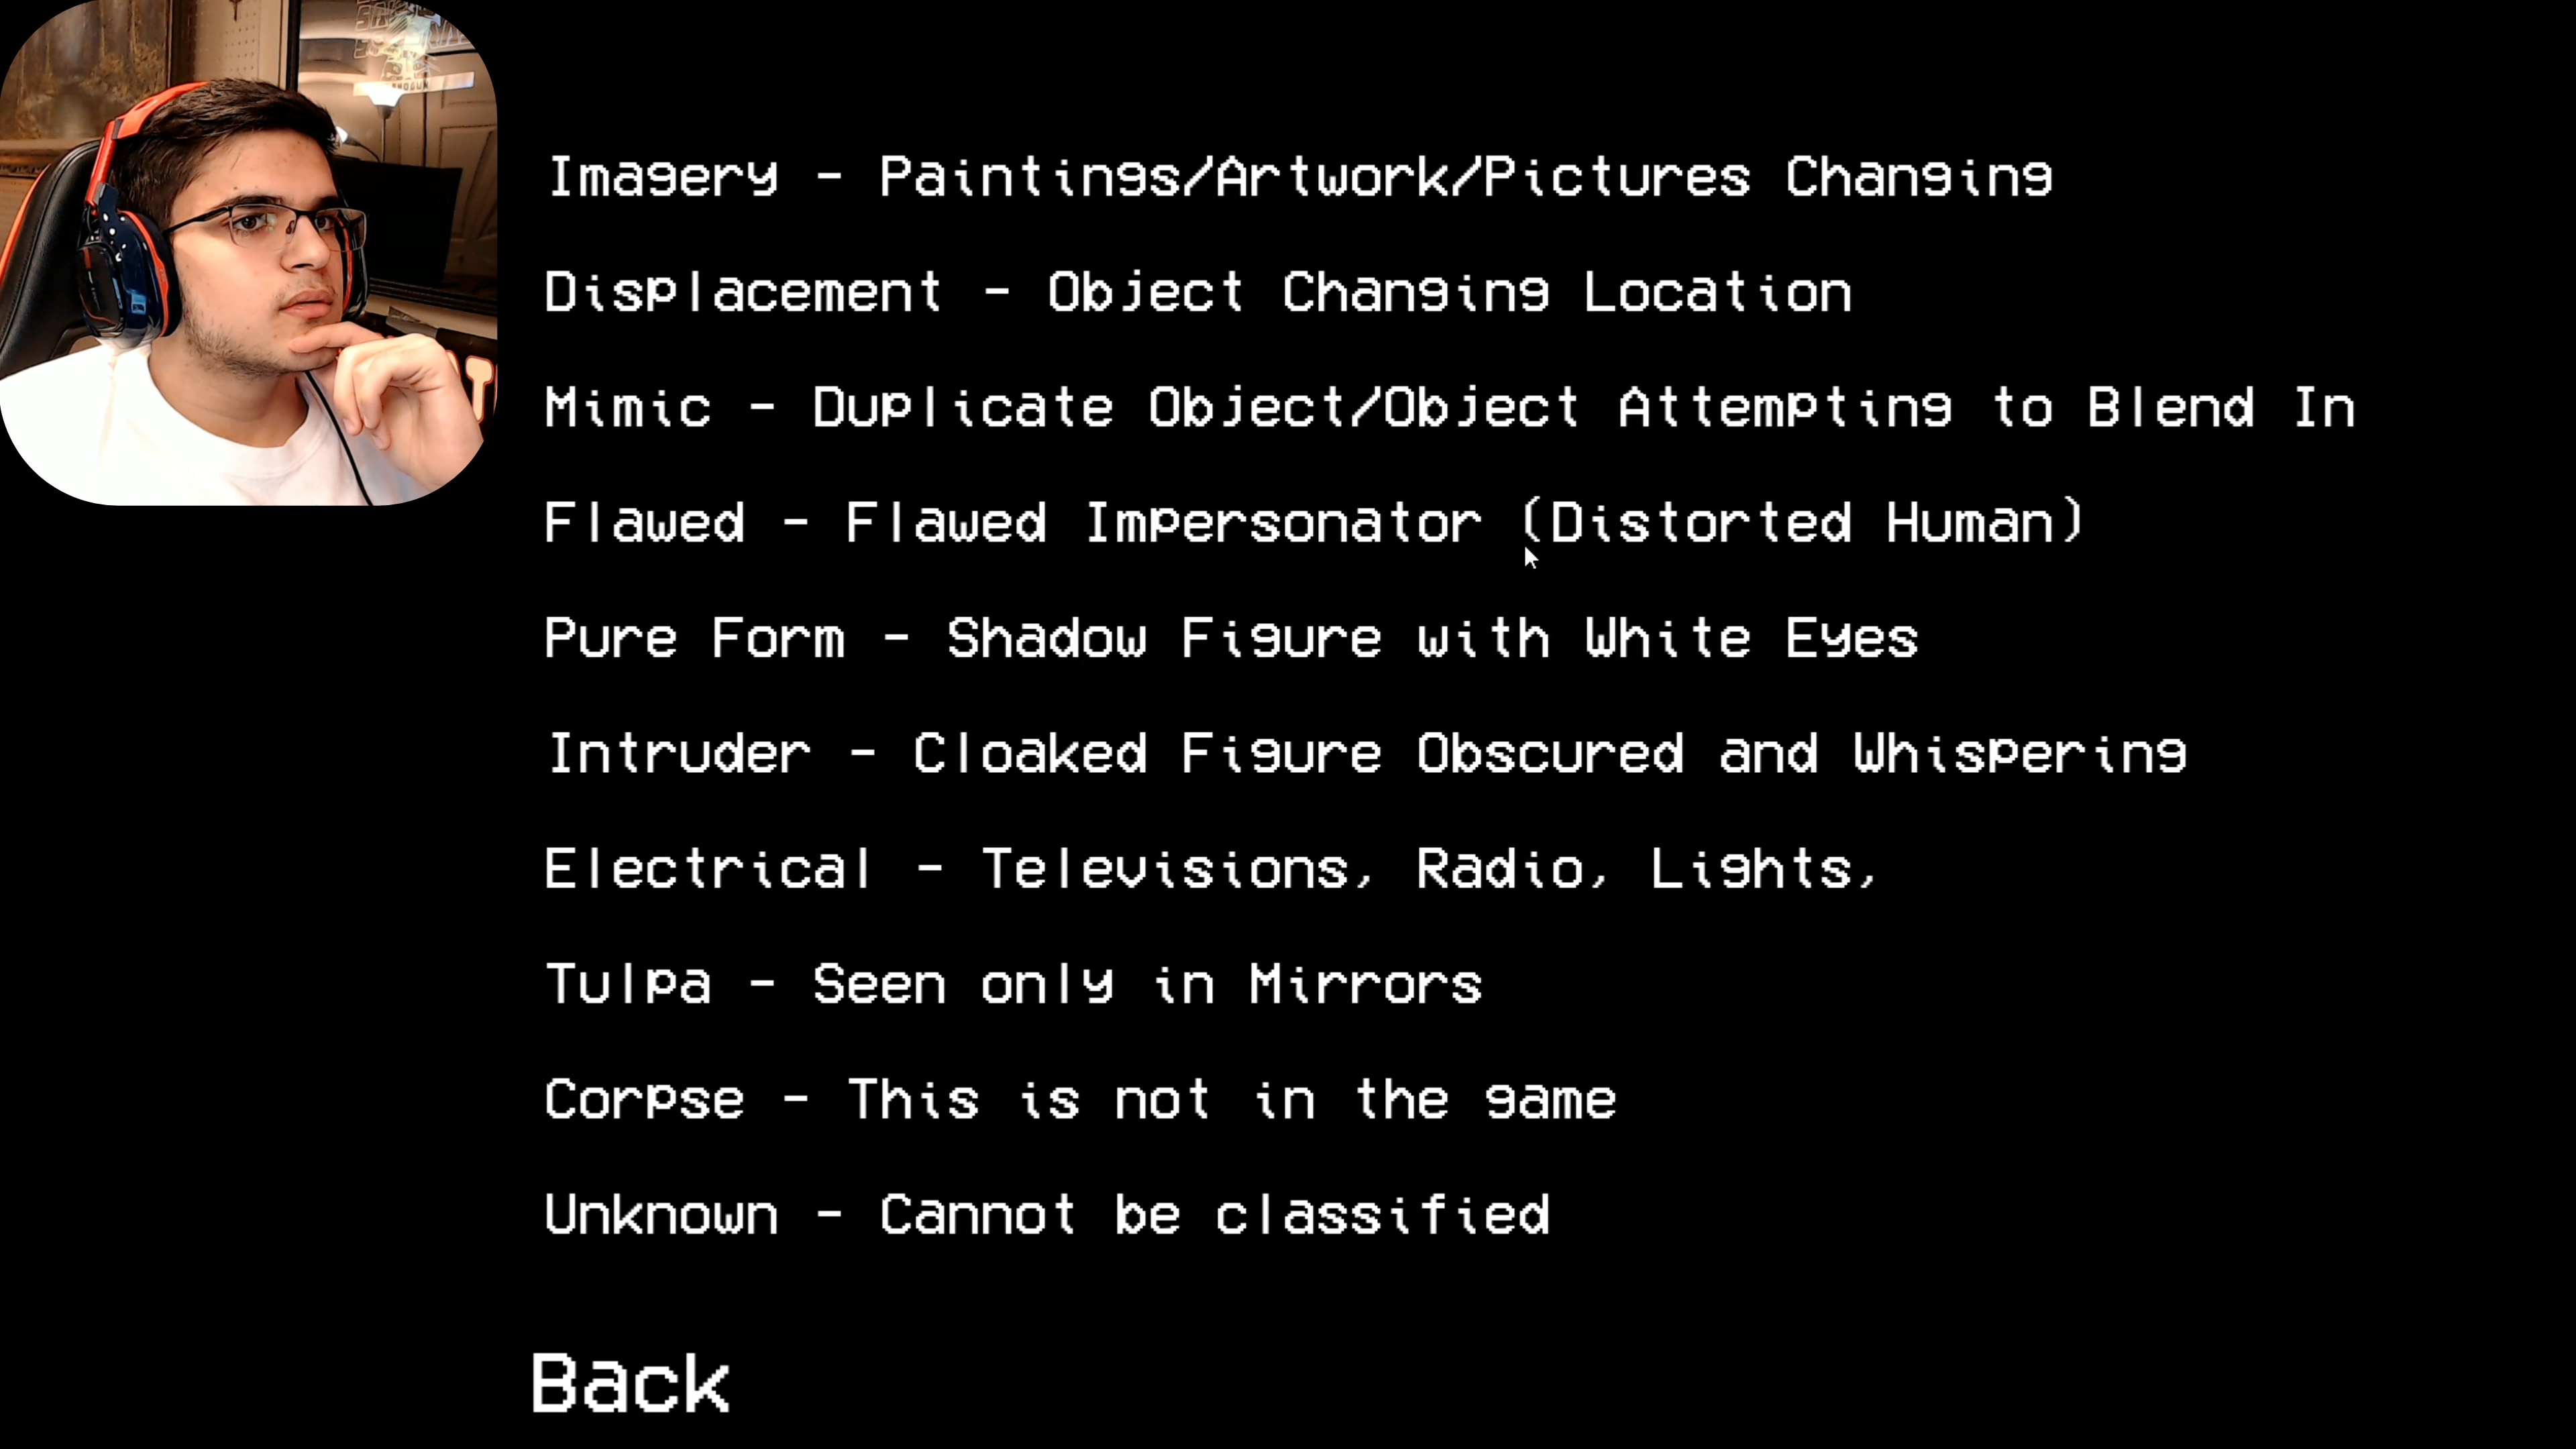 Imagery - Paintings/Artwork/Pictures Changing
Displacement - Object Changing Location
Mimic - Duplicate Object/Object Attempting to Blend In
Flawed - Flawed Impersonator (Distorted Human)
Pure Form - Shadow Figure with White Eyes
Intruder - Cloaked Figure Obscured and Whispering
Electrical - Televisions, Radio, Lights,
Tulpa - Seen only in Mirrors
Corpse - This is not in the game
Unknown - Cannot be classified
Back